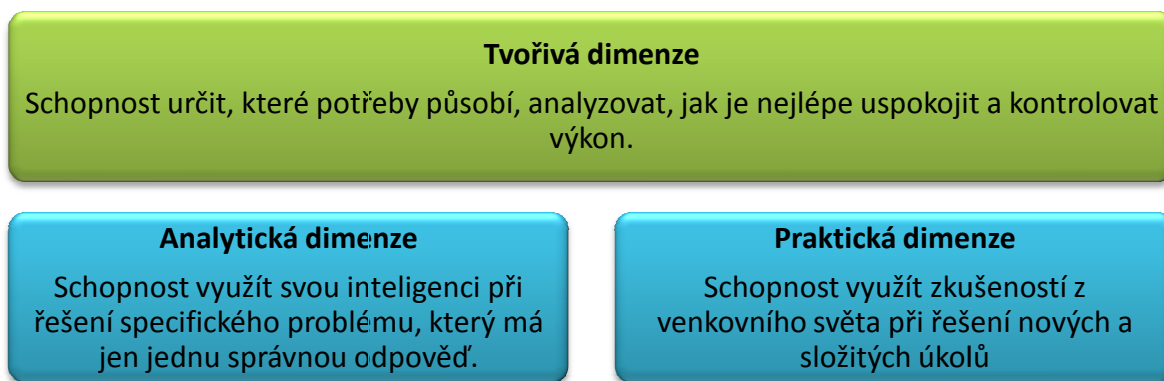 Tvořivá dimenze
Schopnost určit, které potřeby působí, analyzovat, jak je nejlépe uspokojit a kontrolovat
výkon.
Analytická dimenze
Schopnost využít svou inteligenci při
řešení specifického problému, který má
jen jednu správnou odpověď.
Praktická dimenze
Schopnost využít zkušeností z
venkovního světa při řešení nových a
složitých úkolů